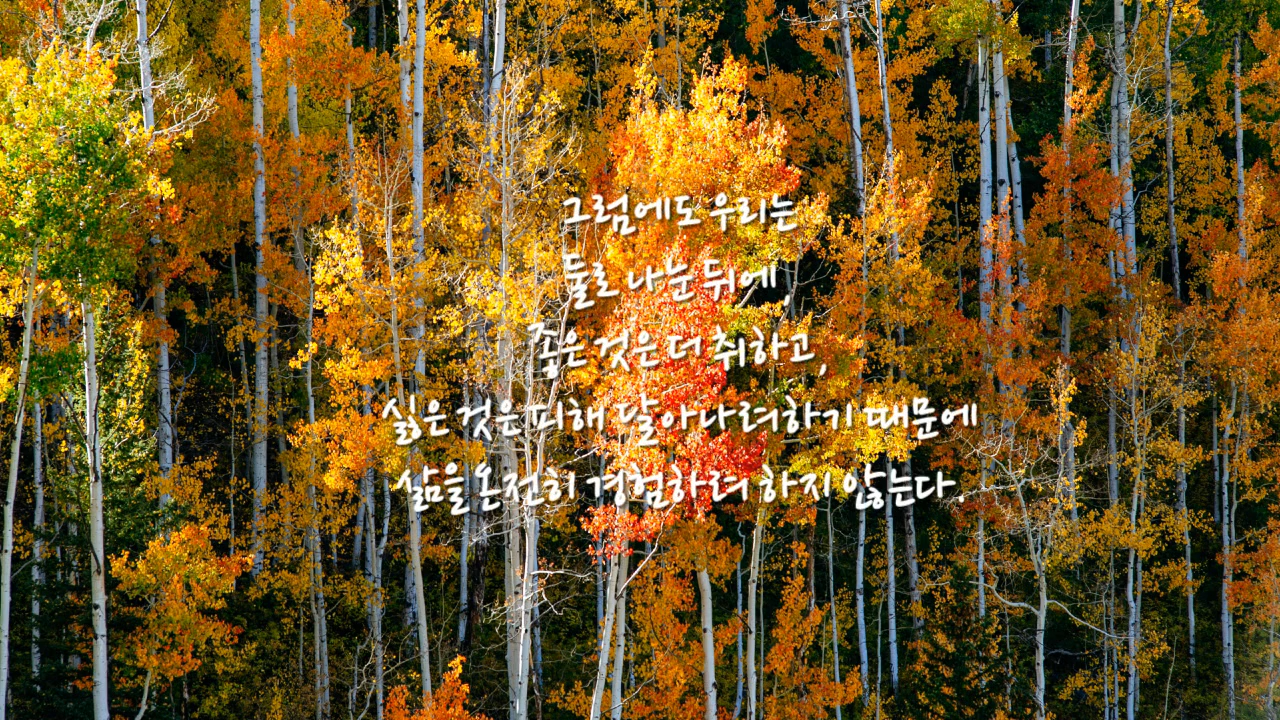 그럼에도 우리는
둘로 나눈 뒤에,
좋은 것은 더 취하고,
싫은 것은 피해 달아나려하기 때문에
삶을 온전히 경험하려 하지 않는다.